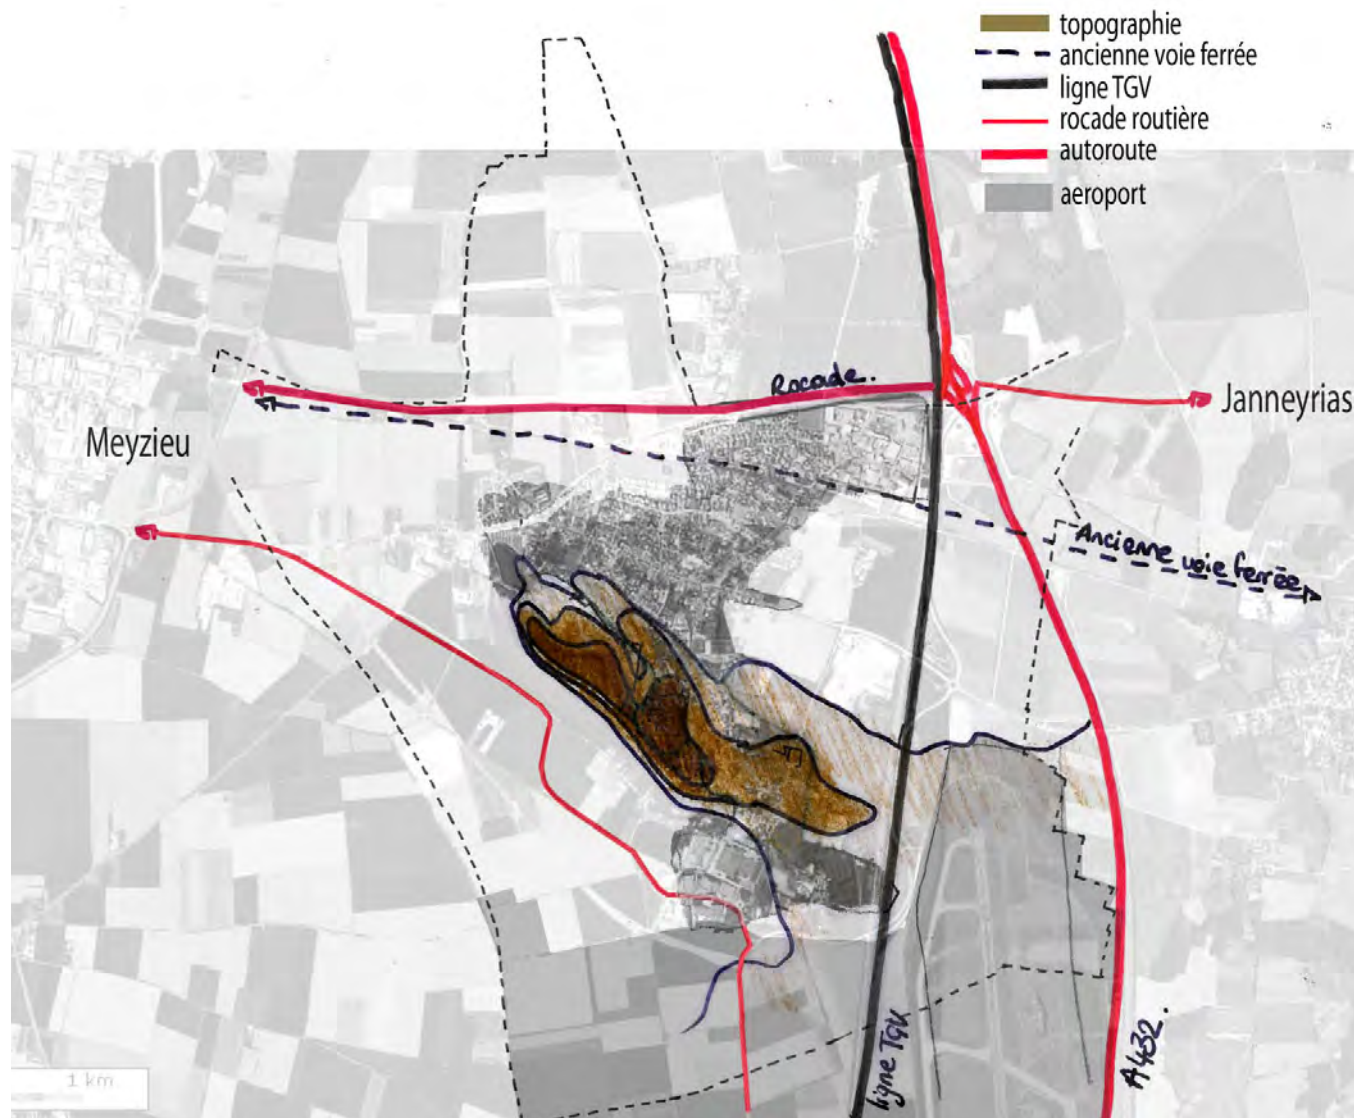 topographie
ancienne voie ferrée
ligne TGV
rocade routière
autoroute
aeroport
Rocade.
Janneyrias
Meyzieu
Ancienne voie ferrée
ligne TGV
A432.
1 km